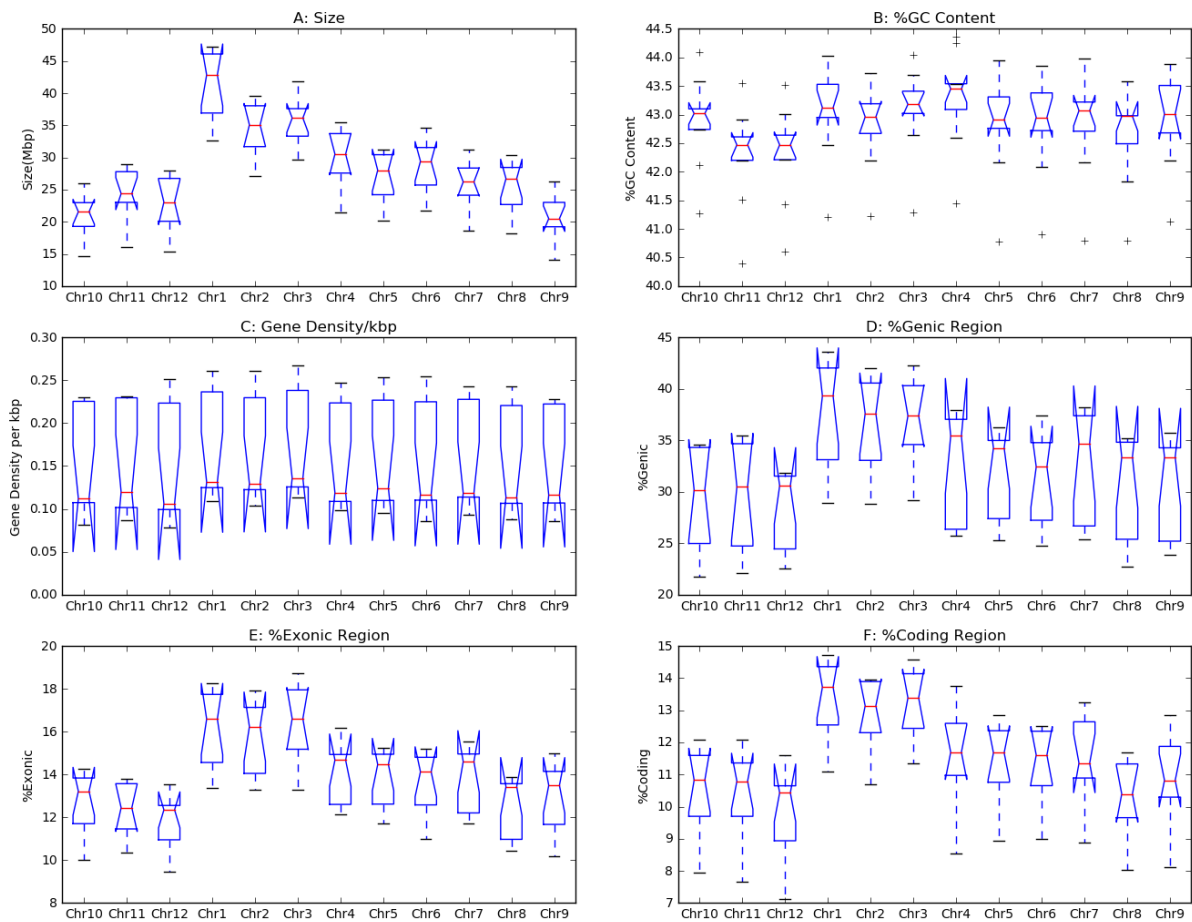 A: Size
50
45
40
35
30
25
20
15
10
Size(Mbp)
Chr10 Chr11 Chr12 Chr1 Chr2 Chr3 Chr4 Chr5 Chr6 Chr7 Chr8 Chr9
B: %GC Content
44.5
44.0
43.5
43.0
42.5
42.0
41.5
41.0
40.5
40.0
%GC Content
Chr10 Chr11 Chr12 Chr1 Chr2 Chr3 Chr4 Chr5 Chr6 Chr7 Chr8 Chr9
C: Gene Density/kbp
0.30
0.25
0.20
0.15
0.10
0.05
0.00
Gene Density per kbp
Chr10 Chr11 Chr12 Chr1 Chr2 Chr3 Chr4 Chr5 Chr6 Chr7 Chr8 Chr9
D: %Genic Region
45
40
35
30
25
20
%Genic
Chr10 Chr11 Chr12 Chr1 Chr2 Chr3 Chr4 Chr5 Chr6 Chr7 Chr8 Chr9
E: %Exonic Region
20
18
16
14
12
10
8
%Exonic
Chr10 Chr11 Chr12 Chr1 Chr2 Chr3 Chr4 Chr5 Chr6 Chr7 Chr8 Chr9
F: %Coding Region
15
14
13
12
11
10
9
8
7
%Coding
Chr10 Chr11 Chr12 Chr1 Chr2 Chr3 Chr4 Chr5 Chr6 Chr7 Chr8 Chr9